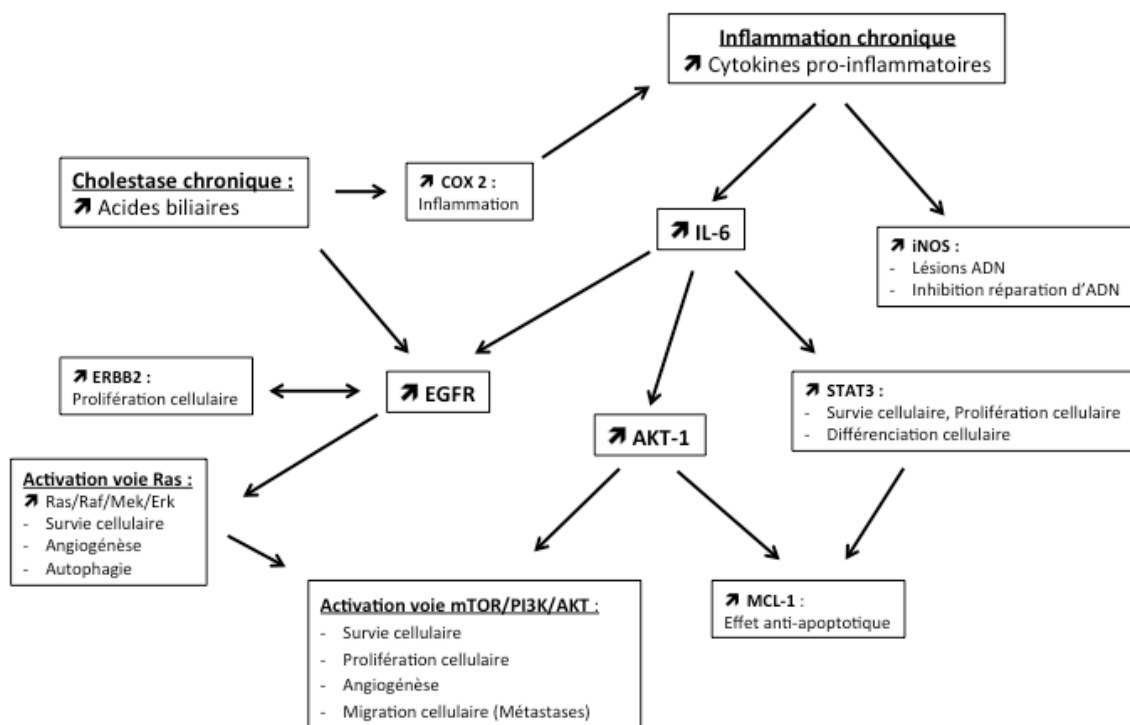 Inflammation chronique
↗ Cytokines pro-inflammatoires
Cholestase chronique :
↗ Acides biliaires
↗ COX 2 :
Inflammation
↗ IL-6
↗ iNOS :
- Lésions ADN
- Inhibition réparation d'ADN
↗ ERBB2 :
Prolifération cellulaire
↗ EGFR
↗ STAT3 :
- Survie cellulaire, Prolifération cellulaire
- Différenciation cellulaire
↗ AKT-1
Activation voie Ras :
↗ Ras/Raf/Mek/Erk
- Survie cellulaire
- Angiogénèse
- Autophagie
Activation voie mTOR/PI3K/AKT :
- Survie cellulaire
- Prolifération cellulaire
- Angiogénèse
- Migration cellulaire (Métastases)
↗ MCL-1 :
Effet anti-apoptotique